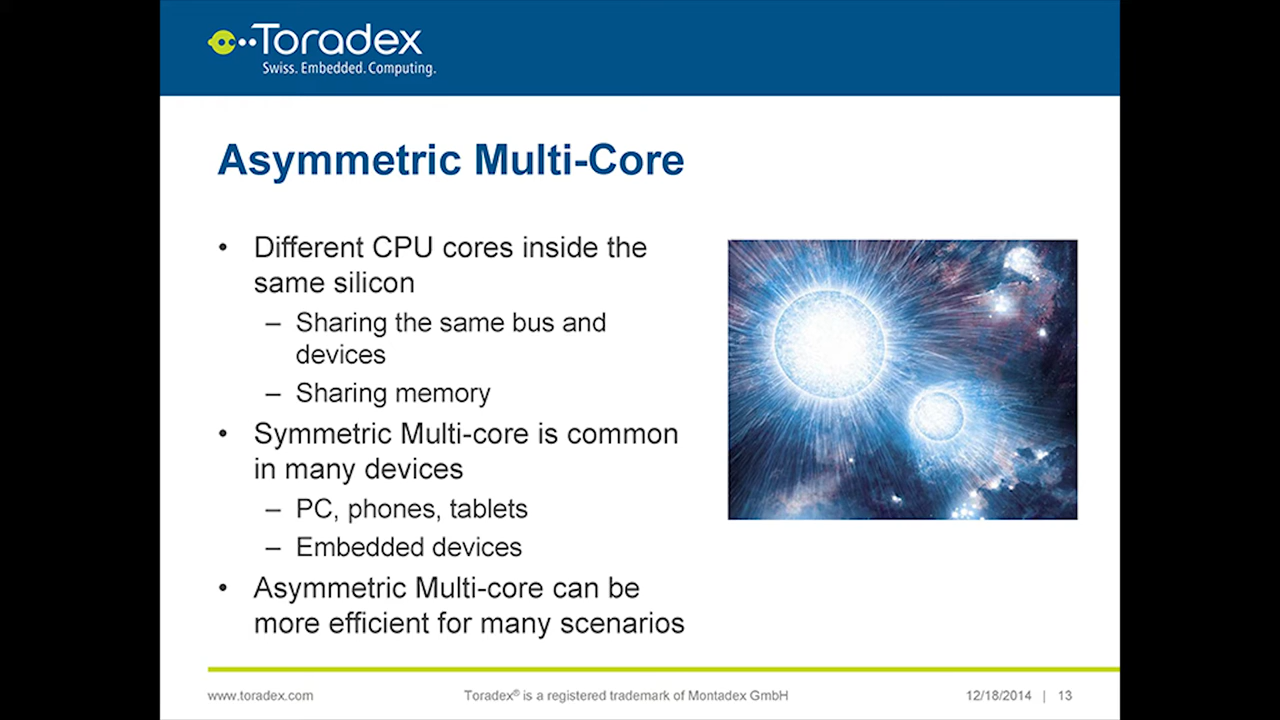 Toradex
Swiss. Embedded. Computing.
Asymmetric Multi-Core
• Different CPU cores inside the
same silicon
– Sharing the same bus and
devices
– Sharing memory
• Symmetric Multi-core is common
in many devices
– PC, phones, tablets
– Embedded devices
• Asymmetric Multi-core can be
more efficient for many scenarios
www.toradex.com
Toradex® is a registered trademark of Montadex GmbH
12/18/2014 | 13